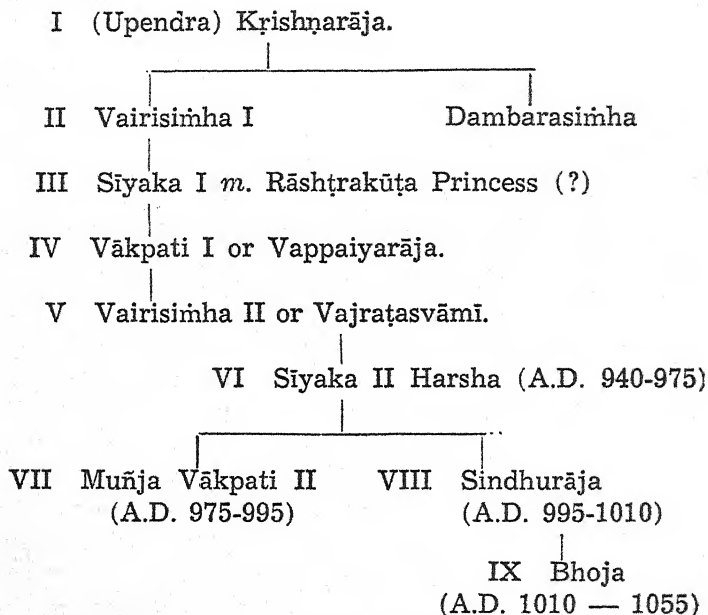 I (Upendra) Kṛishṇarāja.
II Vairisiṁha I Dambarasiṁha
III Sīyaka I m. Rāshṭrakūṭa Princess (?)
IV Vākpati I or Vappaiyarāja.
V Vairisiṁha II or Vajraṭasvāmī.
VI Sīyaka II Harsha (A.D. 940-975)
VII Muñja Vākpati II VIII Sindhurāja
(A.D. 975-995) (A.D. 995-1010)
IX Bhoja
(A.D. 1010 — 1055)